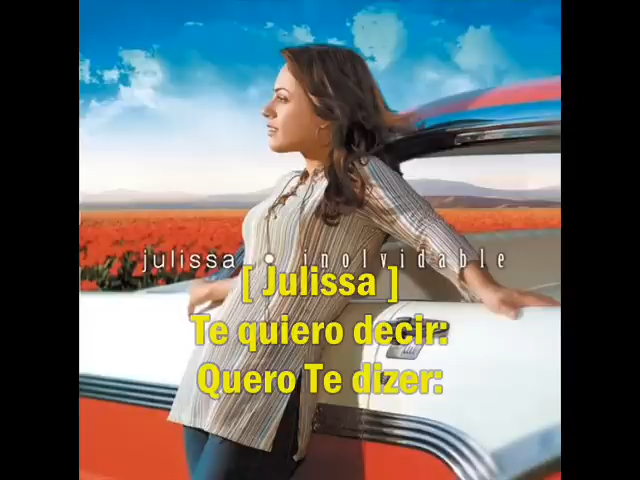 julissa • inolvidable
[ Julissa ]
Te quiero decir:
Quero Te dizer: